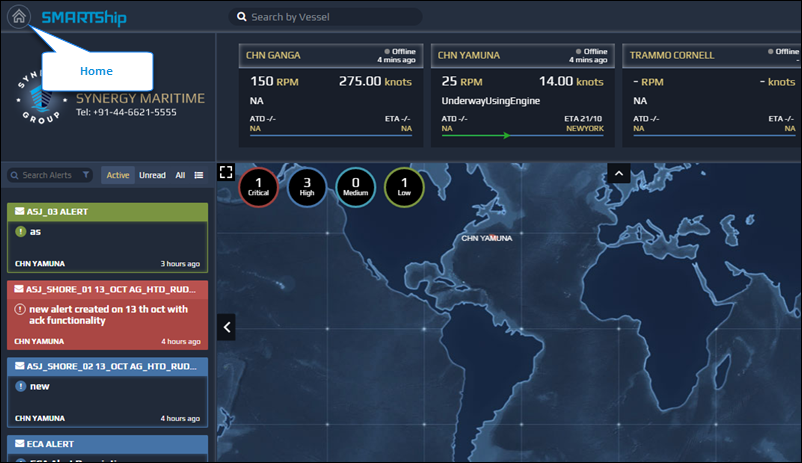 SMARTShip
Search by Vessel
Home
SYNERGY
GROUP
SYNERGY MARITIME
Tel: +91-44-6621-5555
CHN GANGA
Offline
4 mins ago
150 RPM 275.00 knots
NA
ATD -/- ETA -/-
NA NA
CHN YAMUNA
Offline
4 mins ago
25 RPM 14.00 knots
UnderwayUsingEngine
ATD -/- ETA 21/10
NA NEWYORK
TRAMMO CORNELL
Offline
-
- RPM - knots
NA
ATD -/- ETA -/-
NA NA
Search Alerts
Active Unread All
1 Critical
3 High
0 Medium
1 Low
ASJ_03 ALERT
as
CHN YAMUNA 3 hours ago
ASJ_SHORE_01 13_OCT AG_HTD_RUD...
new alert created on 13 th oct with
ack functionality
CHN YAMUNA 4 hours ago
ASJ_SHORE_02 13_OCT AG_HTD_RUD...
new
CHN YAMUNA 4 hours ago
ECA ALERT
CHN YAMUNA